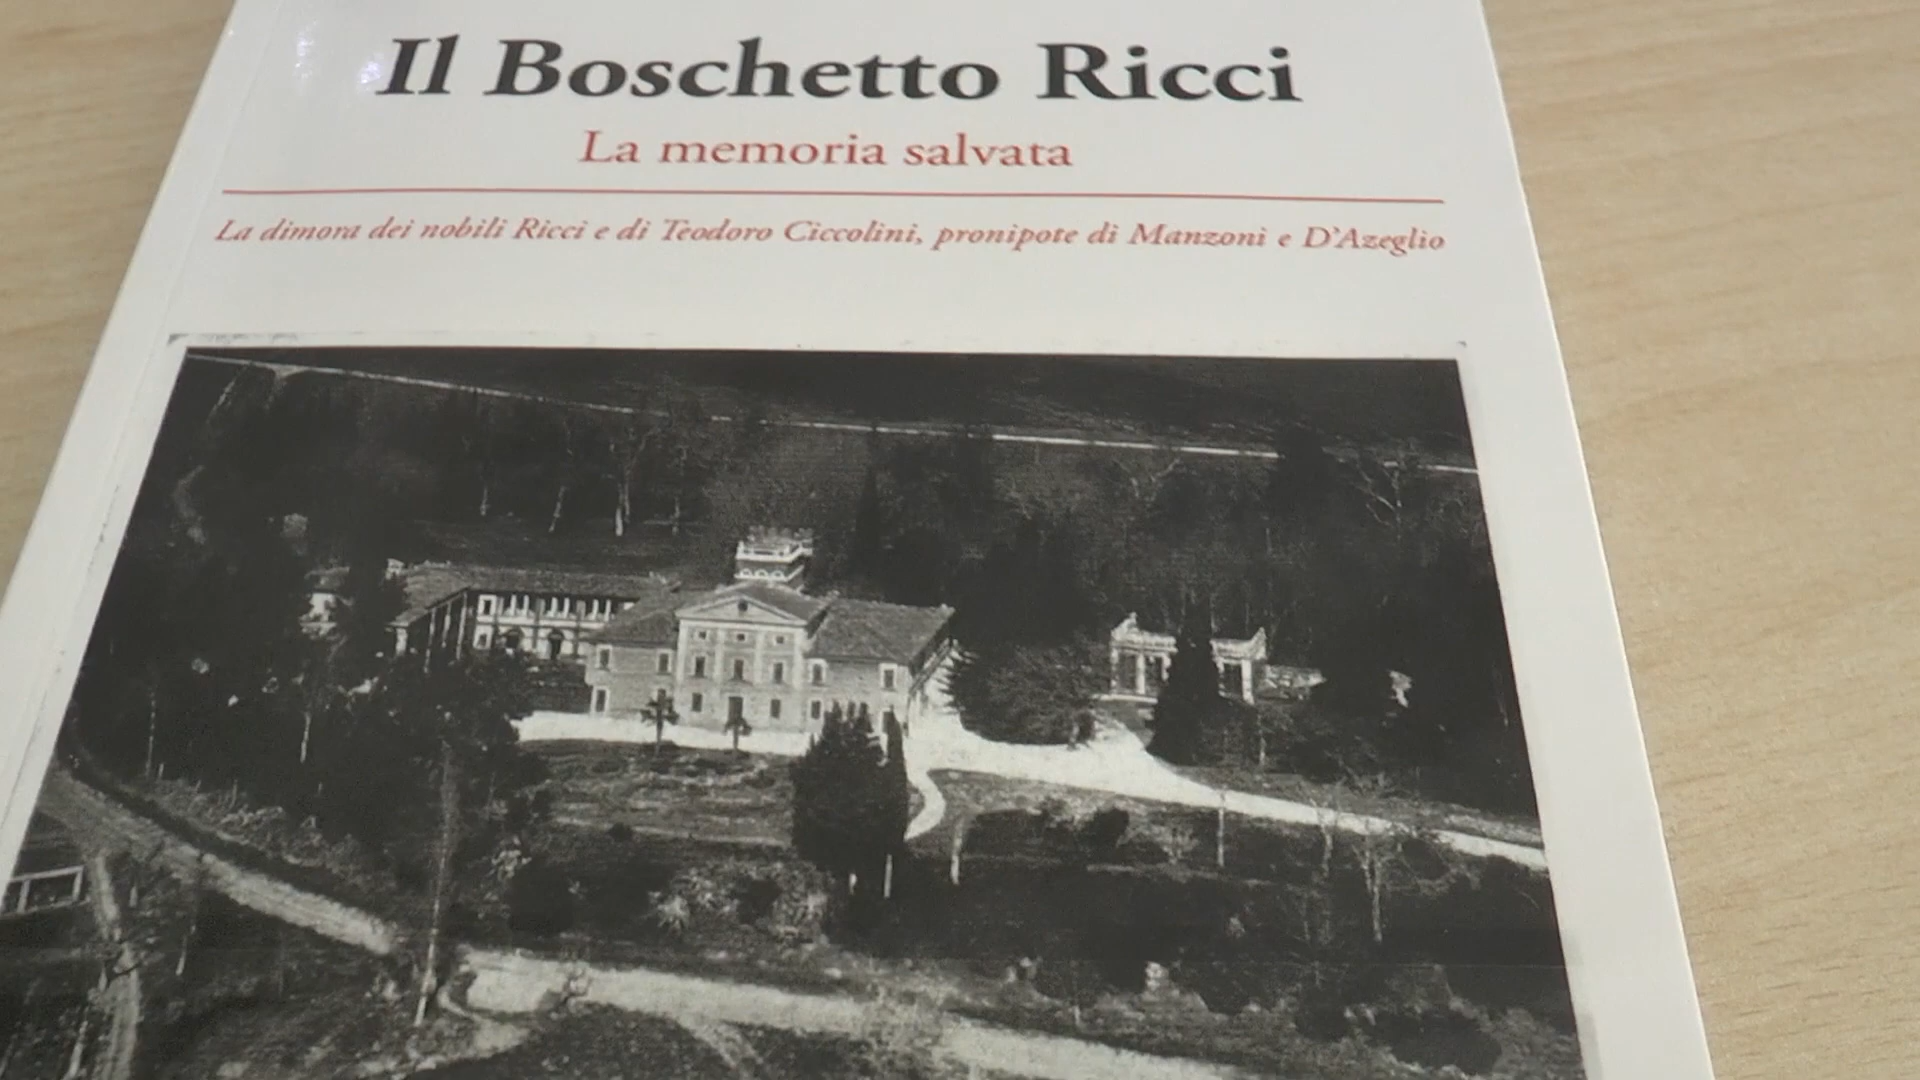 Il Boschetto Ricci
La memoria salvata
La dimora dei nobili Ricci e di Teodoro Ciccolini, pronipote di Manzoni e D'Azeglio